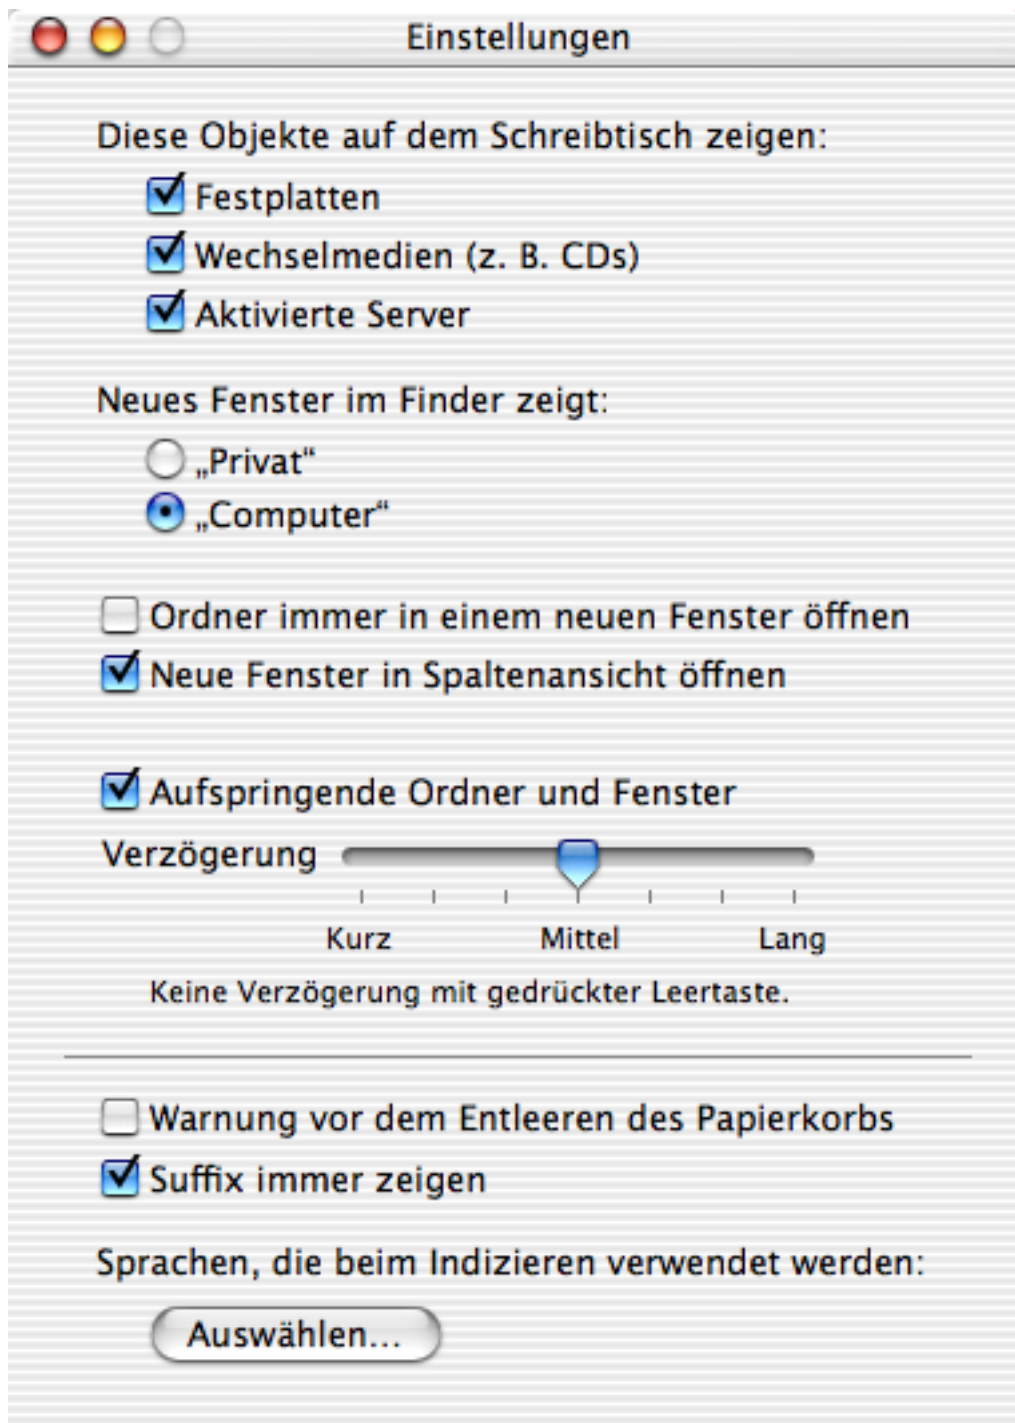 Einstellungen
Diese Objekte auf dem Schreibtisch zeigen:
Festplatten
Wechselmedien (z. B. CDs)
Aktivierte Server
Neues Fenster im Finder zeigt:
„Privat“
„Computer“
Ordner immer in einem neuen Fenster öffnen
Neue Fenster in Spaltenansicht öffnen
Aufspringende Ordner und Fenster
Verzögerung
Kurz Mittel Lang
Keine Verzögerung mit gedrückter Leertaste.
Warnung vor dem Entleeren des Papierkorbs
Suffix immer zeigen
Sprachen, die beim Indizieren verwendet werden:
Auswählen...